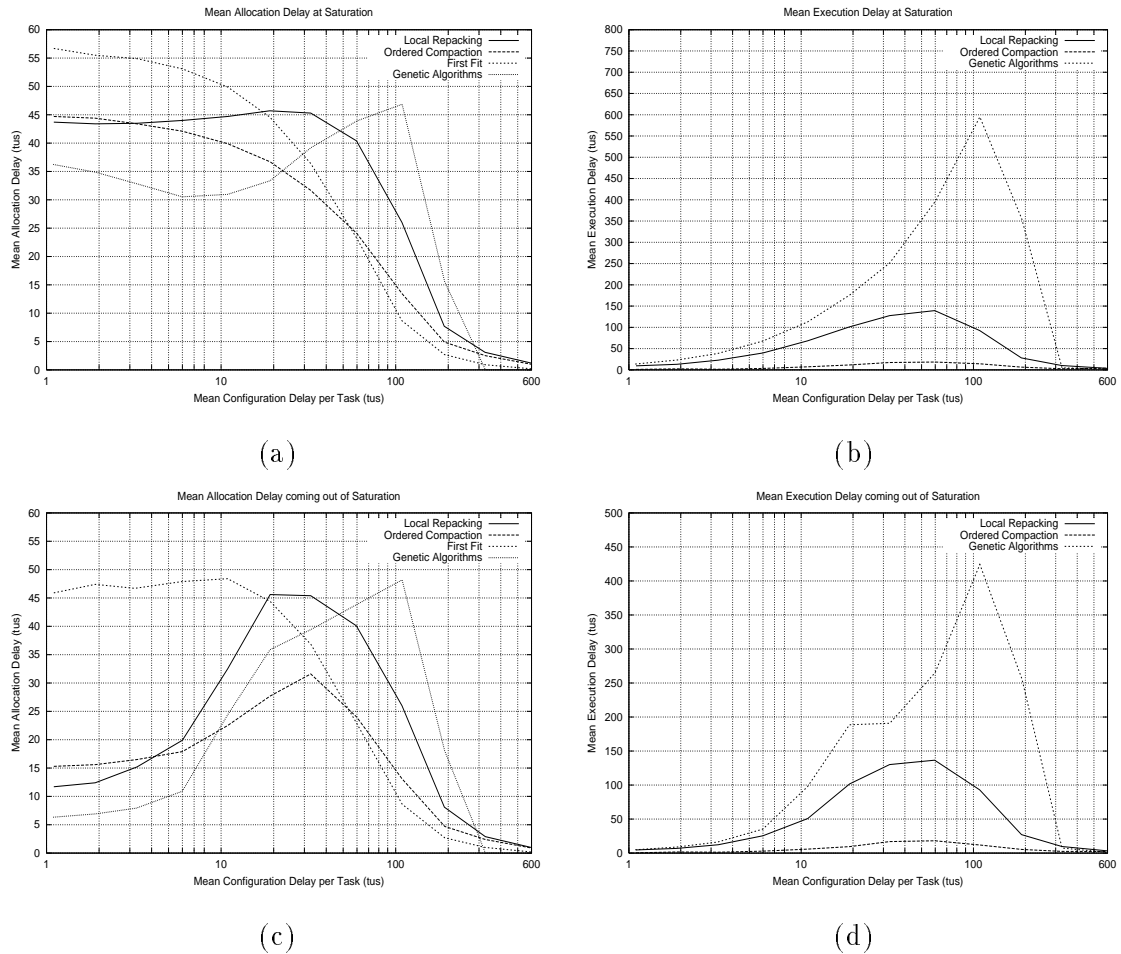 Mean Allocation Delay at Saturation
60
55
50
45
40
35
30
25
20
15
10
5
0
Mean Allocation Delay (tus)
Local Repacking
Ordered Compaction
First Fit
Genetic Algorithms
1 10 100 600
Mean Configuration Delay per Task (tus)
(a)
Mean Execution Delay at Saturation
800
750
700
650
600
550
500
450
400
350
300
250
200
150
100
50
0
Mean Execution Delay (tus)
Local Repacking
Ordered Compaction
Genetic Algorithms
1 10 100 600
Mean Configuration Delay per Task (tus)
(b)
Mean Allocation Delay coming out of Saturation
60
55
50
45
40
35
30
25
20
15
10
5
0
Mean Allocation Delay (tus)
Local Repacking
Ordered Compaction
First Fit
Genetic Algorithms
1 10 100 600
Mean Configuration Delay per Task (tus)
(c)
Mean Execution Delay coming out of Saturation
500
450
400
350
300
250
200
150
100
50
0
Mean Execution Delay (tus)
Local Repacking
Ordered Compaction
Genetic Algorithms
1 10 100 600
Mean Configuration Delay per Task (tus)
(d)